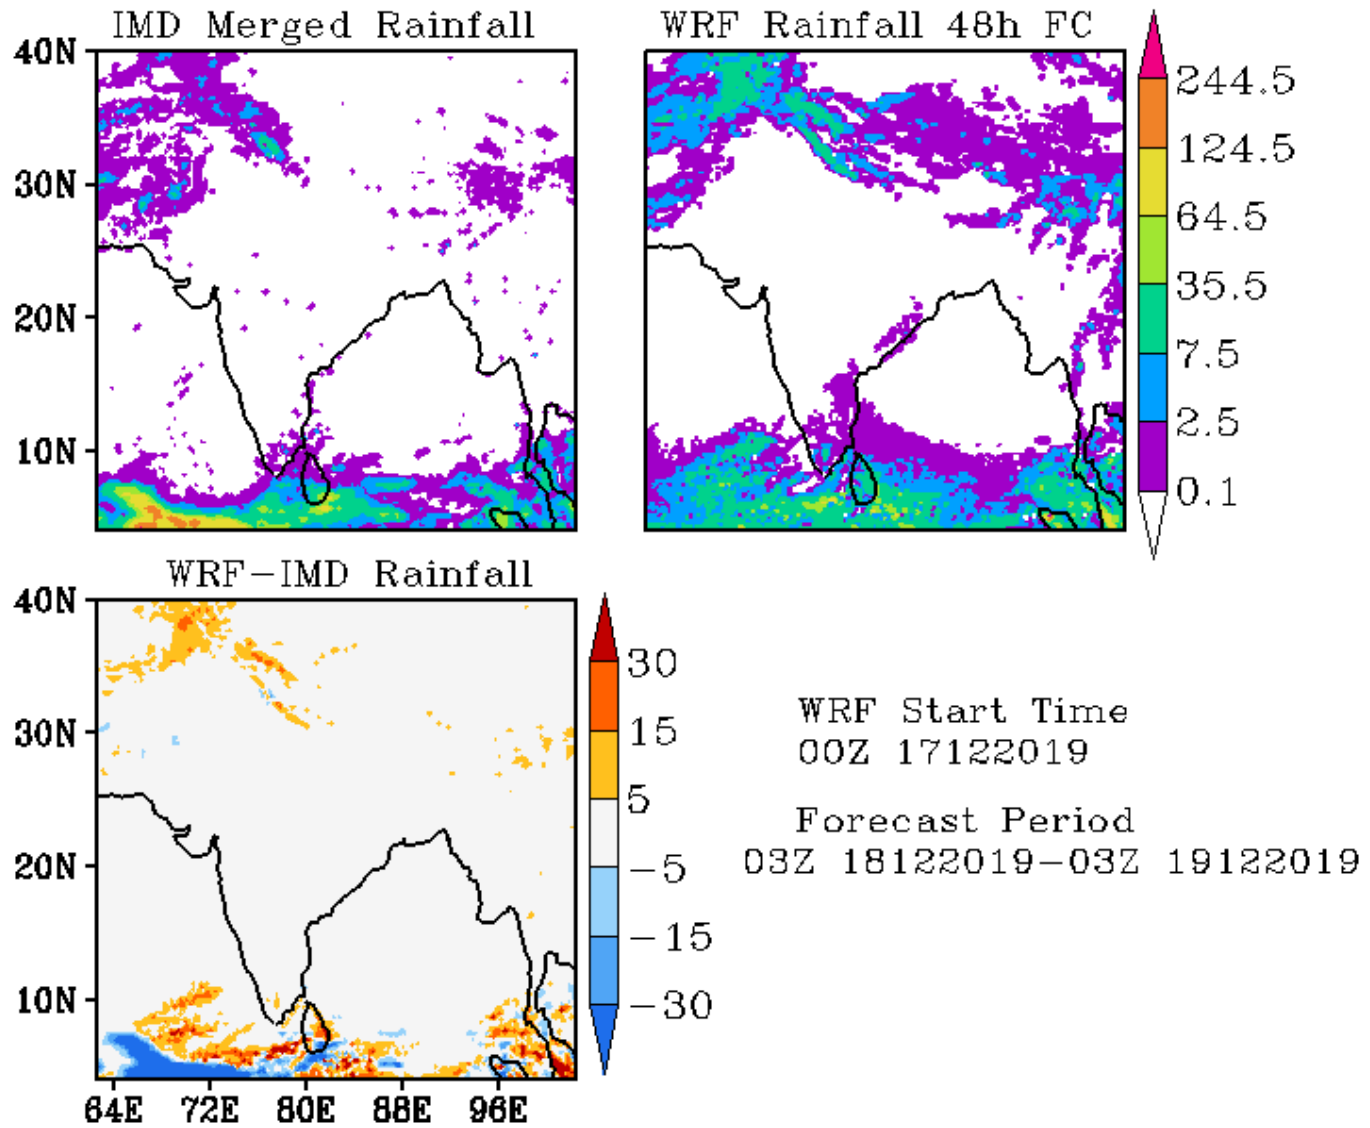 IMD Merged Rainfall
WRF Rainfall 48h FC
40N
30N
20N
10N
244.5
124.5
64.5
35.5
7.5
2.5
0.1
WRF-IMD Rainfall
40N
30N
20N
10N
64E 72E 80E 88E 96E
30
15
5
-5
-15
-30
WRF Start Time
00Z 17122019
Forecast Period
03Z 18122019-03Z 19122019